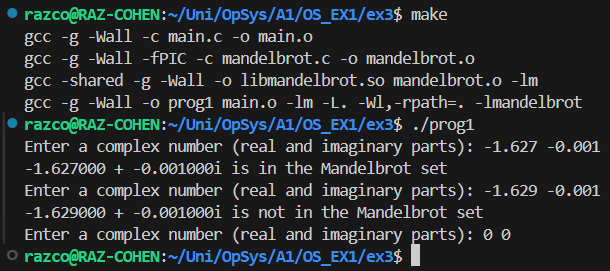 razco@RAZ-COHEN:~/Uni/OpSys/A1/OS_EX1/ex3$ make
gcc -g -Wall -c main.c -o main.o
gcc -g -Wall -fPIC -c mandelbrot.c -o mandelbrot.o
gcc -shared -g -Wall -o libmandelbrot.so mandelbrot.o -lm
gcc -g -Wall -o prog1 main.o -lm -L. -Wl,-rpath=. -lmandelbrot
razco@RAZ-COHEN:~/Uni/OpSys/A1/OS_EX1/ex3$ ./prog1
Enter a complex number (real and imaginary parts): -1.627 -0.001
-1.627000 + -0.001000i is in the Mandelbrot set
Enter a complex number (real and imaginary parts): -1.629 -0.001
-1.629000 + -0.001000i is not in the Mandelbrot set
Enter a complex number (real and imaginary parts): 0 0
razco@RAZ-COHEN:~/Uni/OpSys/A1/OS_EX1/ex3$